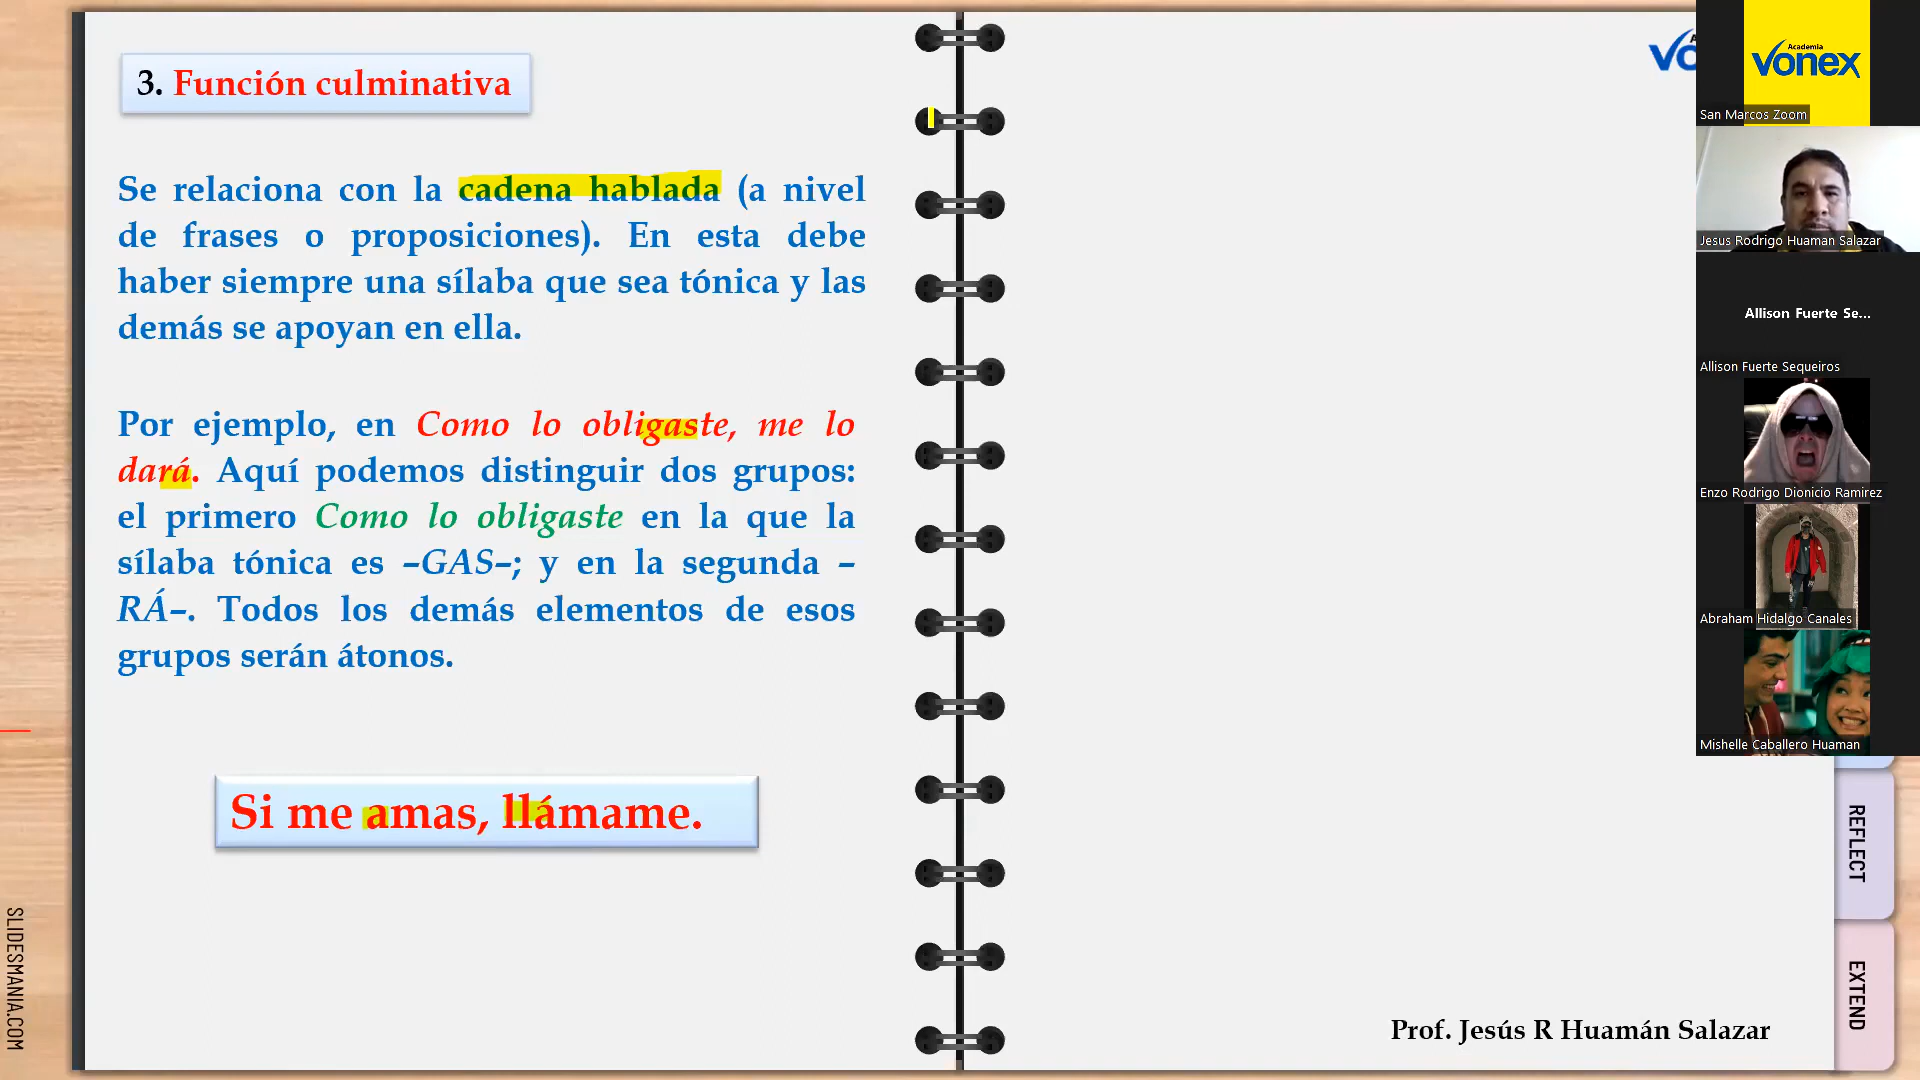 3. Función culminativa
Se relaciona con la cadena hablada (a nivel
de frases o proposiciones). En esta debe
haber siempre una sílaba que sea tónica y las
demás se apoyan en ella.
Por ejemplo, en Como lo obligaste, me lo
dará. Aquí podemos distinguir dos grupos:
el primero Como lo obligaste en la que la
sílaba tónica es –GAS–; y en la segunda –
RÁ–. Todos los demás elementos de esos
grupos serán átonos.
Si me amas, llámame.
Prof. Jesús R Huamán Salazar
SLIDESMANIA.COM
REFLECT
EXTEND
Academia
Vonex
San Marcos Zoom
Jesus Rodrigo Huaman Salazar
Allison Fuerte Se...
Allison Fuerte Sequeiros
Enzo Rodrigo Dionicio Ramirez
Abraham Hidalgo Canales
Mishelle Caballero Huaman